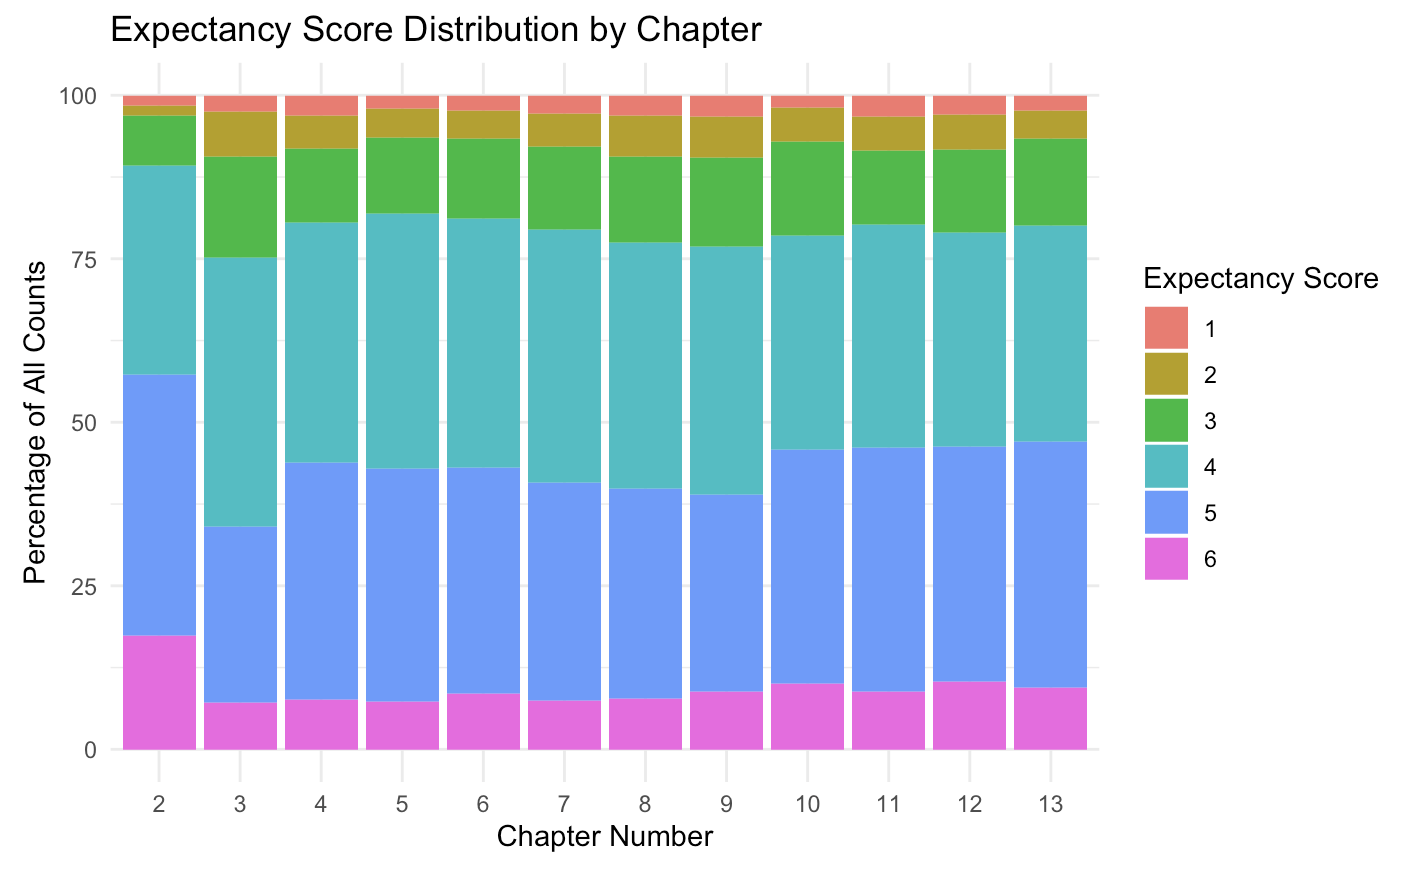 Expectancy Score Distribution by Chapter
Percentage of All Counts
100
75
50
25
0
2 3 4 5 6 7 8 9 10 11 12 13
Chapter Number
Expectancy Score
1
2
3
4
5
6